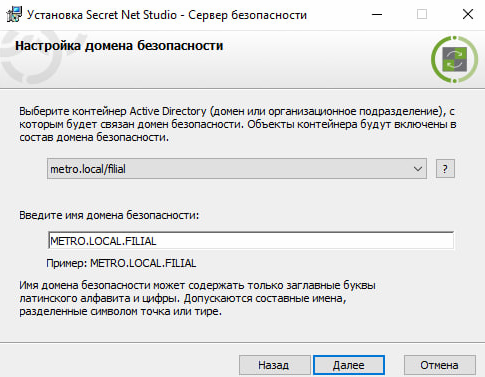 Установка Secret Net Studio - Сервер безопасности
Настройка домена безопасности
Выберите контейнер Active Directory (домен или организационное подразделение), с
которым будет связан домен безопасности. Объекты контейнера будут включены в
состав домена безопасности.
metro.local/filial
?
Введите имя домена безопасности:
METRO.LOCAL.FILIAL
Пример: METRO.LOCAL.FILIAL
Имя домена безопасности может содержать только заглавные буквы
латинского алфавита и цифры. Допускаются составные имена,
разделенные символом точка или тире.
Назад
Далее
Отмена